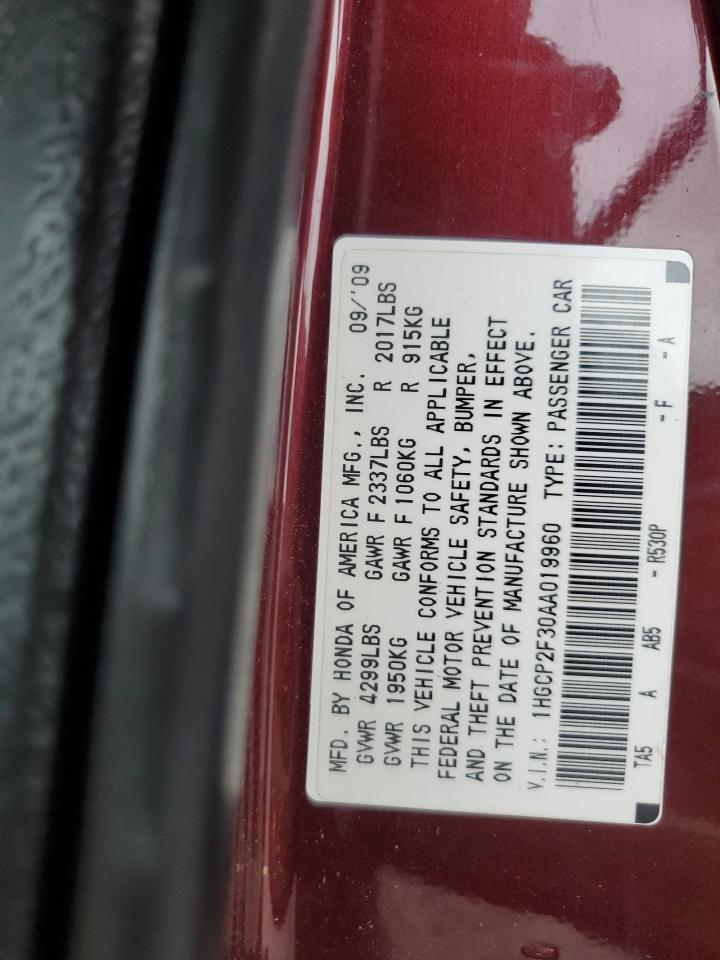 MFD. BY HONDA OF AMERICA MFG., INC. 09/'09
GVWR 4299LBS GAWR F 2337LBS R 2017LBS
GVWR 1950KG GAWR F 1060KG R 915KG
THIS VEHICLE CONFORMS TO ALL APPLICABLE
FEDERAL MOTOR VEHICLE SAFETY, BUMPER,
AND THEFT PREVENTION STANDARDS IN EFFECT
ON THE DATE OF MANUFACTURE SHOWN ABOVE.
V.I.N.: 1HGCP2F30AA019960 TYPE: PASSENGER CAR
TA5 A AB5 - R530P - F - A